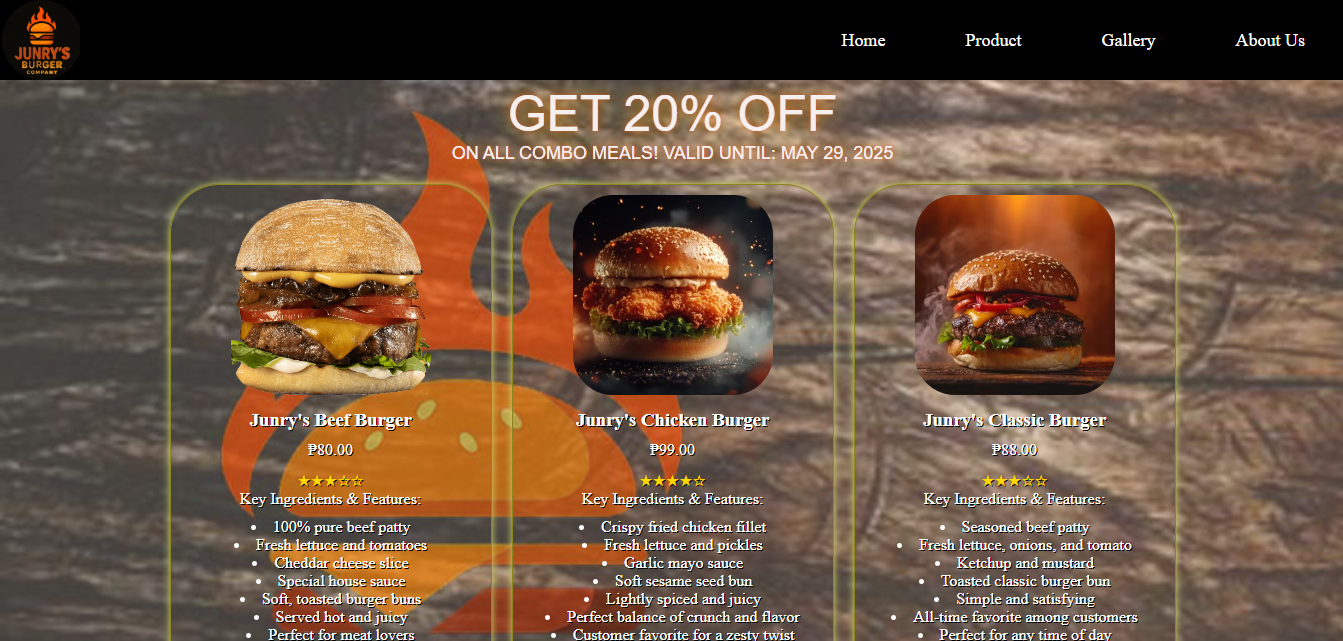 JUNRY'S
BURGER
COMPANY
Home Product Gallery About Us
GET 20% OFF
ON ALL COMBO MEALS! VALID UNTIL: MAY 29, 2025
Junry's Beef Burger
₱80.00
★★★☆☆
Key Ingredients & Features:
• 100% pure beef patty
• Fresh lettuce and tomatoes
• Cheddar cheese slice
• Special house sauce
• Soft, toasted burger buns
• Served hot and juicy
• Perfect for meat lovers
Junry's Chicken Burger
₱99.00
★★★★☆
Key Ingredients & Features:
• Crispy fried chicken fillet
• Fresh lettuce and pickles
• Garlic mayo sauce
• Soft sesame seed bun
• Lightly spiced and juicy
• Perfect balance of crunch and flavor
• Customer favorite for a zesty twist
Junry's Classic Burger
₱88.00
★★★☆☆
Key Ingredients & Features:
• Seasoned beef patty
• Fresh lettuce, onions, and tomato
• Ketchup and mustard
• Toasted classic burger bun
• Simple and satisfying
• All-time favorite among customers
• Perfect for any time of day